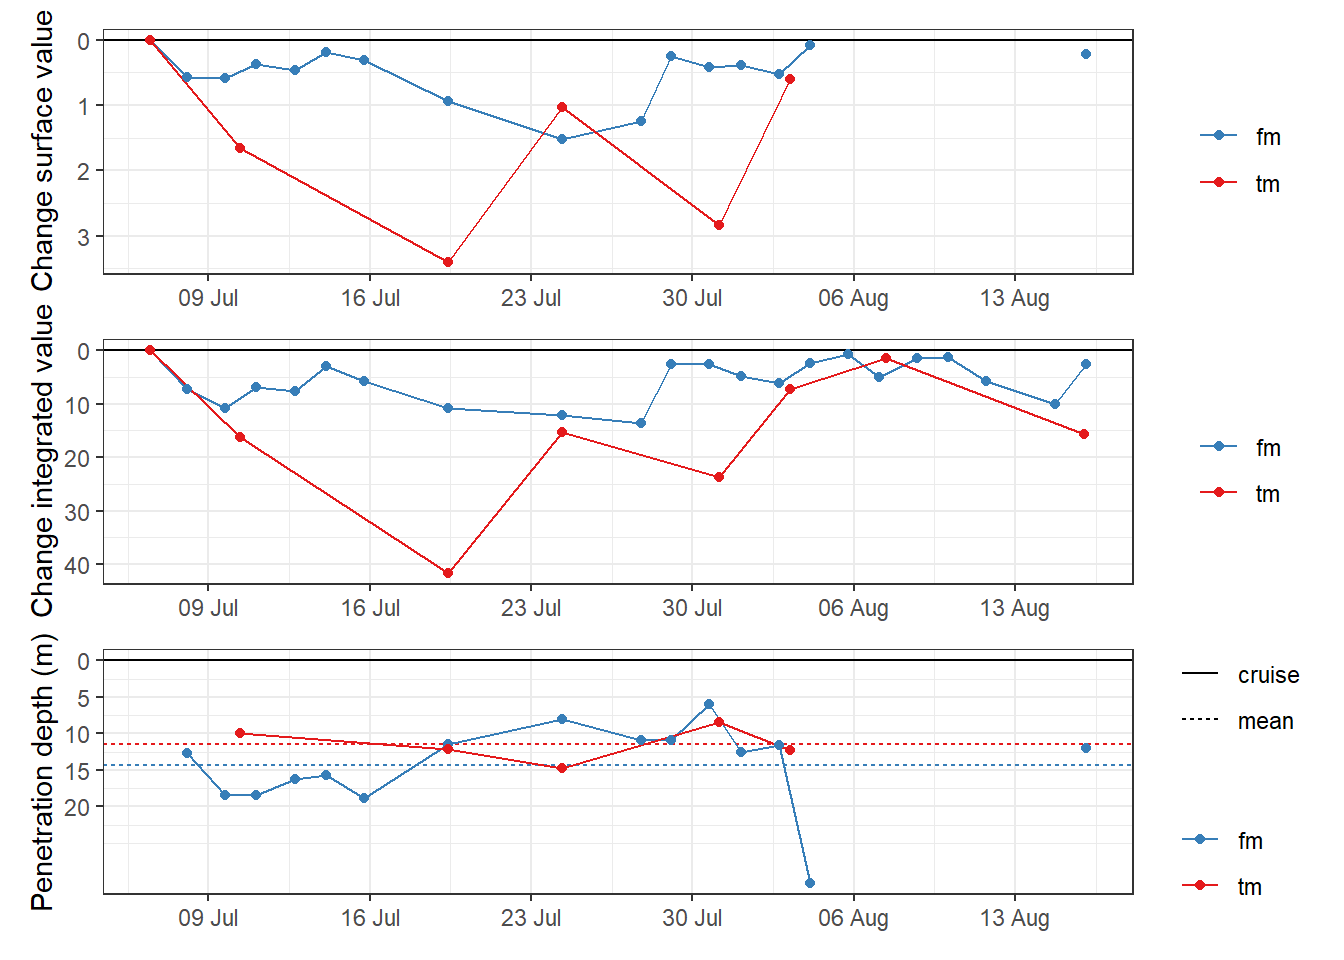 Change surface value
0
1
2
3
09 Jul
16 Jul
23 Jul
30 Jul
06 Aug
13 Aug
fm
tm
Change integrated value
0
10
20
30
40
09 Jul
16 Jul
23 Jul
30 Jul
06 Aug
13 Aug
fm
tm
Penetration depth (m)
0
5
10
15
20
09 Jul
16 Jul
23 Jul
30 Jul
06 Aug
13 Aug
cruise
mean
fm
tm